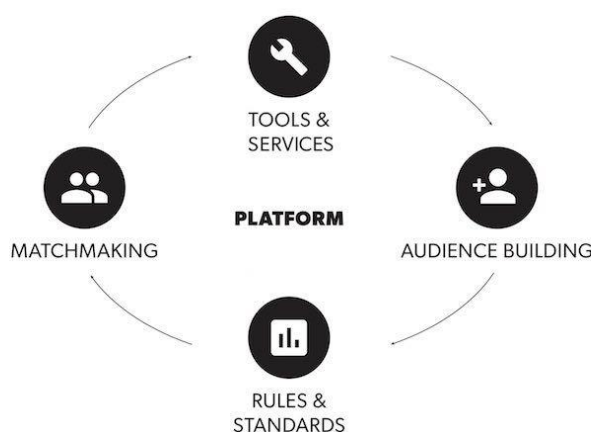 TOOLS &
SERVICES
MATCHMAKING
PLATFORM
AUDIENCE BUILDING
RULES &
STANDARDS